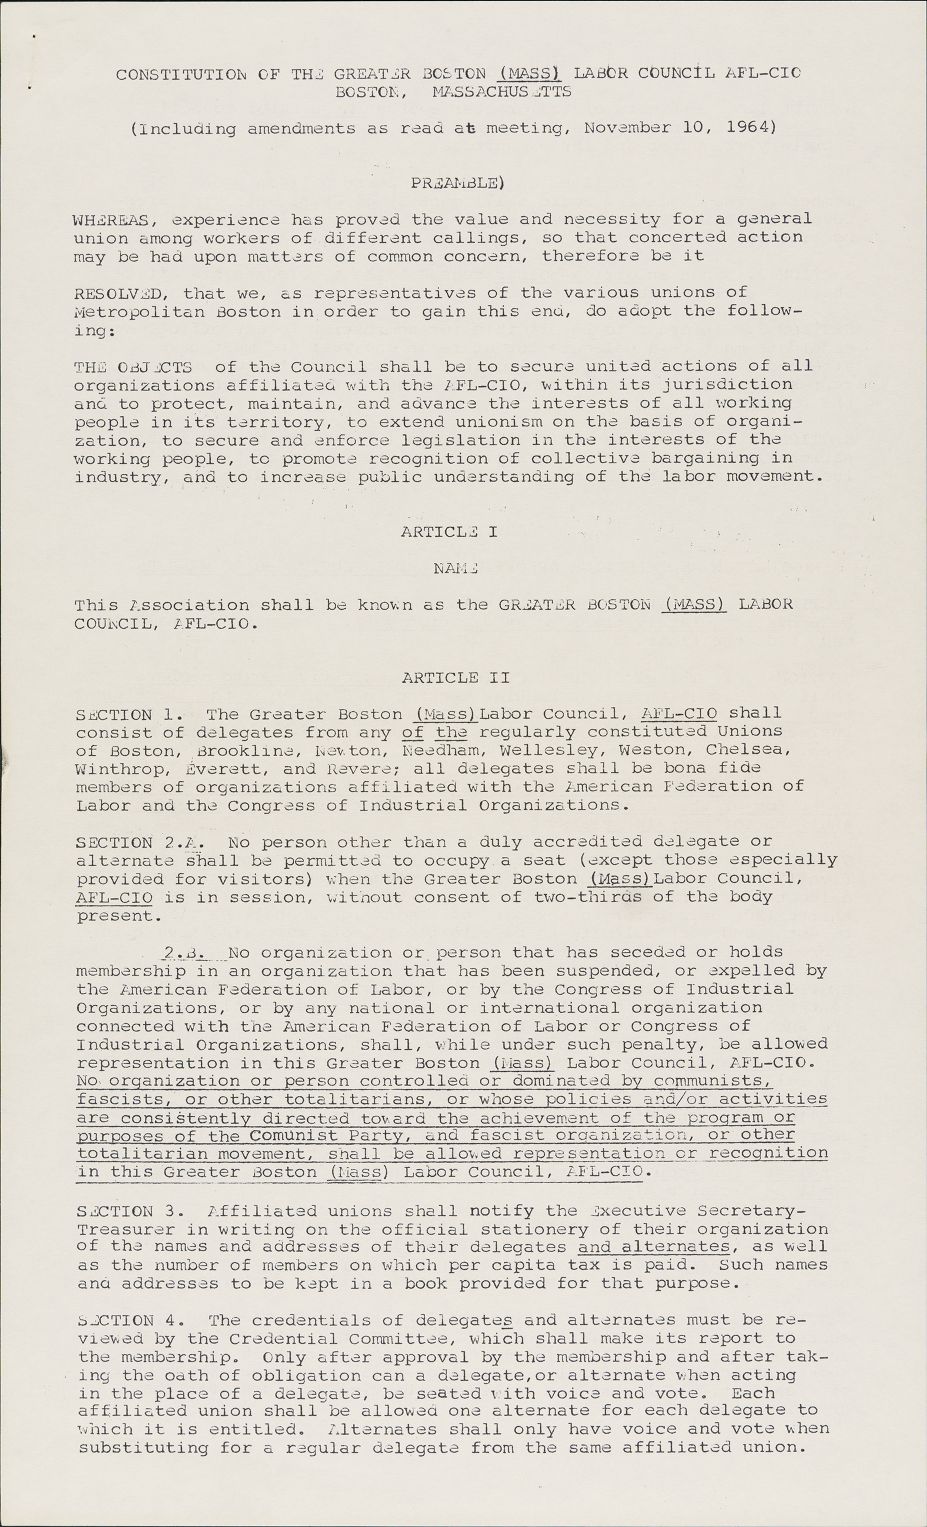 CONSTITUTION OF THE GREATER BOSTON (MASS) LABOR COUNCIL AFL-CIO
BOSTON, MASSACHUSETTS
(Including amendments as read at meeting, November 10, 1964)
PREAMBLE)
WHEREAS, experience has proved the value and necessity for a general
union among workers of different callings, so that concerted action
may be had upon matters of common concern, therefore be it
RESOLVED, that we, as representatives of the various unions of
Metropolitan Boston in order to gain this end, do adopt the follow-
ing:
THE OBJECTS of the Council shall be to secure united actions of all
organizations affiliated with the AFL-CIO, within its jurisdiction
and to protect, maintain, and advance the interests of all working
people in its territory, to extend unionism on the basis of organi-
zation, to secure and enforce legislation in the interests of the
working people, to promote recognition of collective bargaining in
industry, and to increase public understanding of the labor movement.
ARTICLE I
NAME
This Association shall be known as the GREATER BOSTON (MASS) LABOR
COUNCIL, AFL-CIO.
ARTICLE II
SECTION 1. The Greater Boston (Mass)Labor Council, AFL-CIO shall
consist of delegates from any of the regularly constituted Unions
of Boston, Brookline, Newton, Needham, Wellesley, Weston, Chelsea,
Winthrop, Everett, and Revere; all delegates shall be bona fide
members of organizations affiliated with the American Federation of
Labor and the Congress of Industrial Organizations.
SECTION 2.A. No person other than a duly accredited delegate or
alternate shall be permitted to occupy a seat (except those especially
provided for visitors) when the Greater Boston (Mass)Labor Council,
AFL-CIO is in session, without consent of two-thirds of the body
present.
2.B. No organization or person that has seceded or holds
membership in an organization that has been suspended, or expelled by
the American Federation of Labor, or by the Congress of Industrial
Organizations, or by any national or international organization
connected with the American Federation of Labor or Congress of
Industrial Organizations, shall, while under such penalty, be allowed
representation in this Greater Boston (Mass) Labor Council, AFL-CIO.
No organization or person controlled or dominated by communists,
fascists, or other totalitarians, or whose policies and/or activities
are consistently directed toward the achievement of the program or
purposes of the Comunist Party, and fascist organization, or other
totalitarian movement, shall be allowed representation or recognition
in this Greater Boston (Mass) Labor Council, AFL-CIO.
SECTION 3. Affiliated unions shall notify the Executive Secretary-
Treasurer in writing on the official stationery of their organization
of the names and addresses of their delegates and alternates, as well
as the number of members on which per capita tax is paid. Such names
and addresses to be kept in a book provided for that purpose.
SECTION 4. The credentials of delegates and alternates must be re-
viewed by the Credential Committee, which shall make its report to
the membership. Only after approval by the membership and after tak-
ing the oath of obligation can a delegate,or alternate when acting
in the place of a delegate, be seated with voice and vote. Each
affiliated union shall be allowed one alternate for each delegate to
which it is entitled. Alternates shall only have voice and vote when
substituting for a regular delegate from the same affiliated union.